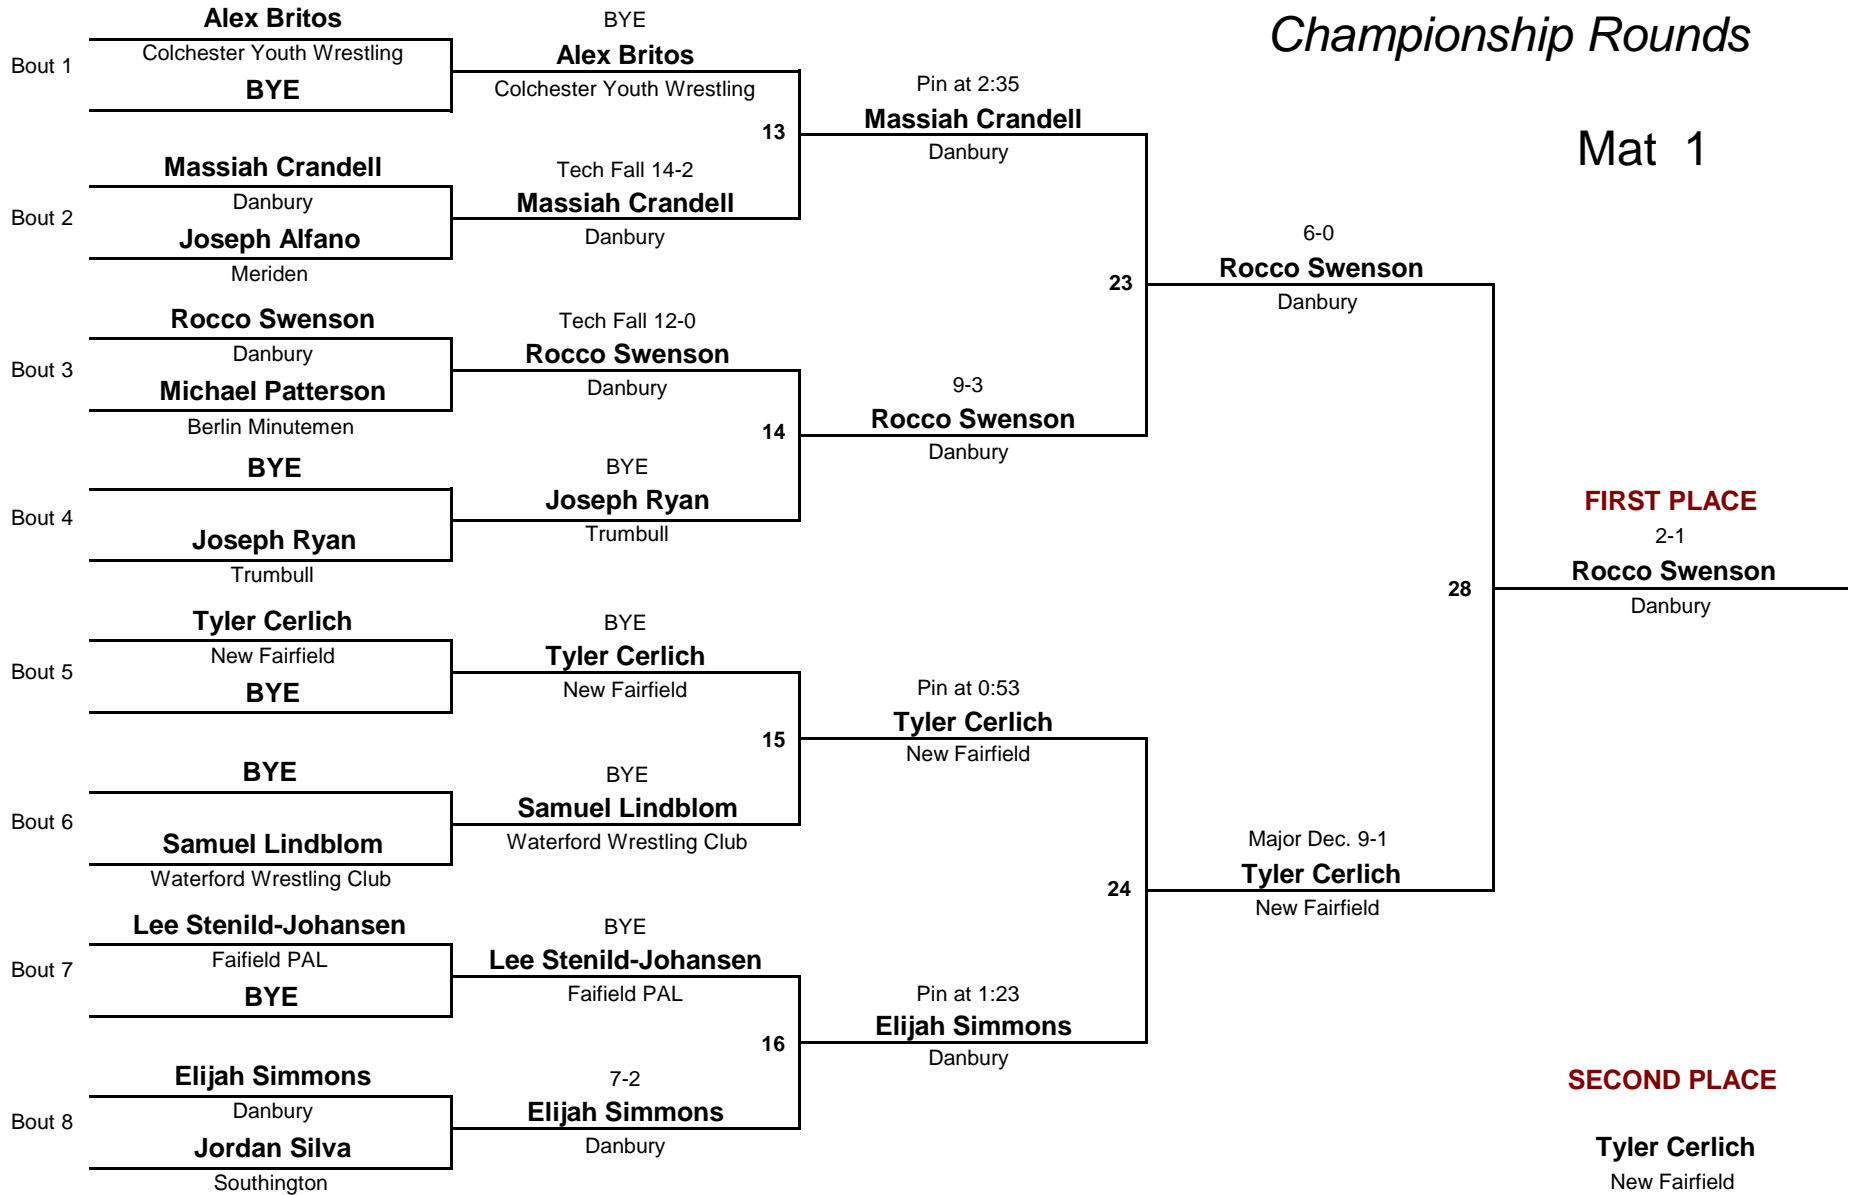 Championship Rounds
Mat 1
Bout 1
Alex Britos
Colchester Youth Wrestling
BYE
Bout 2
Massiah Crandell
Danbury
Joseph Alfano
Meriden
Bout 3
Rocco Swenson
Danbury
Michael Patterson
Berlin Minutemen
Bout 4
BYE
Joseph Ryan
Trumbull
Bout 5
Tyler Cerlich
New Fairfield
BYE
Bout 6
BYE
Samuel Lindblom
Waterford Wrestling Club
Bout 7
Lee Stenild-Johansen
Faifield PAL
BYE
Bout 8
Elijah Simmons
Danbury
Jordan Silva
Southington
BYE
Alex Britos
Colchester Youth Wrestling
13
Tech Fall 14-2
Massiah Crandell
Danbury
Tech Fall 12-0
Rocco Swenson
Danbury
14
BYE
Joseph Ryan
Trumbull
BYE
Tyler Cerlich
New Fairfield
15
BYE
Samuel Lindblom
Waterford Wrestling Club
BYE
Lee Stenild-Johansen
Faifield PAL
16
7-2
Elijah Simmons
Danbury
Pin at 2:35
Massiah Crandell
Danbury
23
9-3
Rocco Swenson
Danbury
Pin at 0:53
Tyler Cerlich
New Fairfield
24
Pin at 1:23
Elijah Simmons
Danbury
6-0
Rocco Swenson
Danbury
28
Major Dec. 9-1
Tyler Cerlich
New Fairfield
FIRST PLACE
2-1
Rocco Swenson
Danbury
SECOND PLACE
Tyler Cerlich
New Fairfield